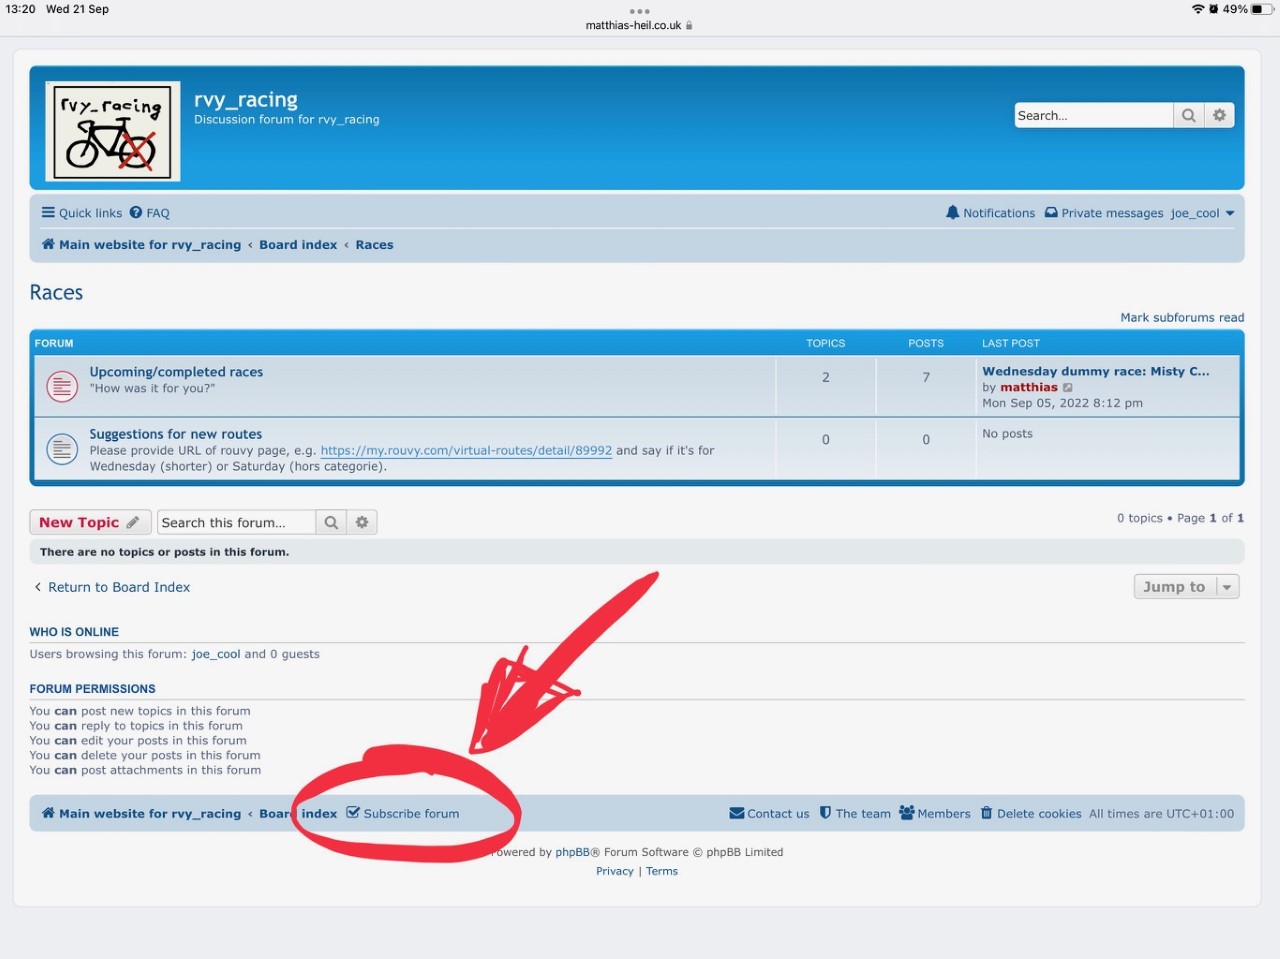 13:20 Wed 21 Sep
49%
matthias-heil.co.uk
rvy_racing
rvy_racing
Discussion forum for rvy_racing
Search…
Quick links FAQ
Notifications Private messages joe_cool
Main website for rvy_racing ‹ Board index ‹ Races
Races
Mark subforums read
FORUM TOPICS POSTS LAST POST
Upcoming/completed races 2 7 Wednesday dummy race: Misty C...
"How was it for you?" by matthias
Mon Sep 05, 2022 8:12 pm
Suggestions for new routes 0 0 No posts
Please provide URL of rouvy page, e.g. https://my.rouvy.com/virtual-routes/detail/89992 and say if it's for
Wednesday (shorter) or Saturday (hors categorie).
New Topic Search this forum… 0 topics • Page 1 of 1
There are no topics or posts in this forum.
Return to Board Index Jump to
WHO IS ONLINE
Users browsing this forum: joe_cool and 0 guests
FORUM PERMISSIONS
You can post new topics in this forum
You can reply to topics in this forum
You can edit your posts in this forum
You can delete your posts in this forum
You can post attachments in this forum
Main website for rvy_racing ‹ Board index Subscribe forum Contact us The team Members Delete cookies All times are UTC+01:00
Powered by phpBB® Forum Software © phpBB Limited
Privacy | Terms